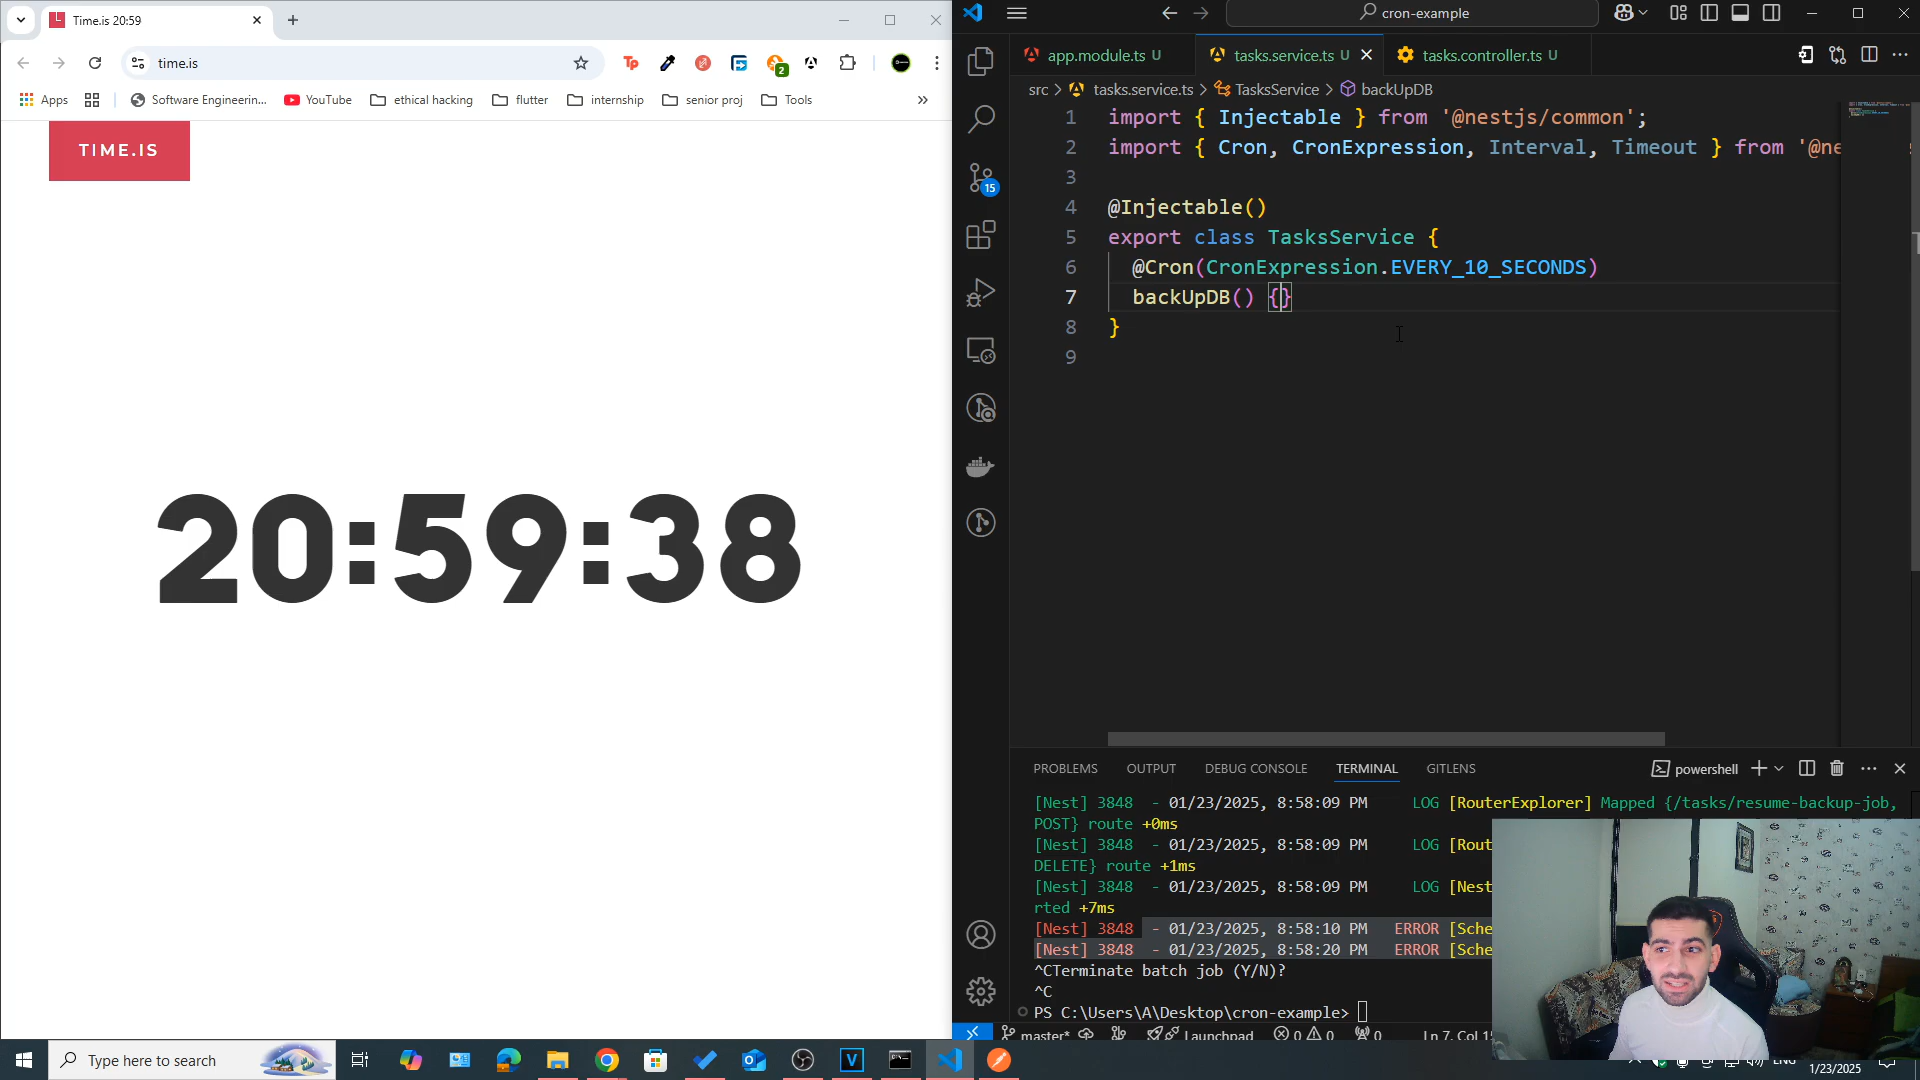 Time.is 20:59
time.is
Apps
Software Engineerin...
YouTube
ethical hacking
flutter
internship
senior proj
Tools
TIME.IS
20:59:38
cron-example
app.module.ts U
tasks.service.ts U
tasks.controller.ts U
src > tasks.service.ts > TasksService > backUpDB
15
1 import { Injectable } from '@nestjs/common';
2 import { Cron, CronExpression, Interval, Timeout } from '@ne
3
4 @Injectable()
5 export class TasksService {
6 @Cron(CronExpression.EVERY_10_SECONDS)
7 backUpDB() {}
8 }
9
PROBLEMS OUTPUT DEBUG CONSOLE TERMINAL GITLENS
powershell
[Nest] 3848 - 01/23/2025, 8:58:09 PM LOG [RouterExplorer] Mapped {/tasks/resume-backup-job,
POST} route +0ms
[Nest] 3848 - 01/23/2025, 8:58:09 PM LOG [Rout
DELETE} route +1ms
[Nest] 3848 - 01/23/2025, 8:58:09 PM LOG [Nest
rted +7ms
[Nest] 3848 - 01/23/2025, 8:58:10 PM ERROR [Sche
[Nest] 3848 - 01/23/2025, 8:58:20 PM ERROR [Sche
^CTerminate batch job (Y/N)?
^C
PS C:\Users\A\Desktop\cron-example>
master* Launchpad 0 0 0 Ln 7, Col 1
Type here to search
ENG
1/23/2025